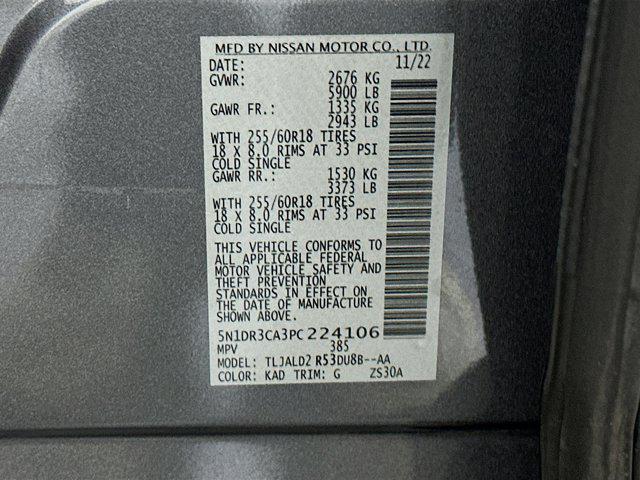 MFD BY NISSAN MOTOR CO., LTD.
DATE: 11/22
GVWR: 2676 KG
5900 LB
GAWR FR.: 1335 KG
2943 LB
WITH 255/60R18 TIRES
18 X 8.0 RIMS AT 33 PSI
COLD SINGLE
GAWR RR.: 1530 KG
3373 LB
WITH 255/60R18 TIRES
18 X 8.0 RIMS AT 33 PSI
COLD SINGLE
THIS VEHICLE CONFORMS TO
ALL APPLICABLE FEDERAL
MOTOR VEHICLE SAFETY AND
THEFT PREVENTION
STANDARDS IN EFFECT ON
THE DATE OF MANUFACTURE
SHOWN ABOVE.
5N1DR3CA3PC224106
MPV 385
MODEL: TLJALD2 R53DU8B--AA
COLOR: KAD TRIM: G ZS30A